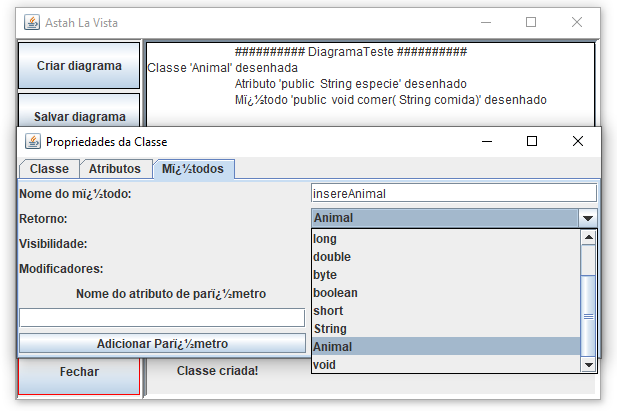 Astah La Vista
Criar diagrama
Salvar diagrama
########## DiagramaTeste ##########
Classe 'Animal' desenhada
Atributo 'public String especie' desenhado
Mï¿½todo 'public void comer( String comida)' desenhado
Propriedades da Classe
Classe
Atributos
Mï¿½todos
Nome do mï¿½todo:
insereAnimal
Retorno:
Animal
Visibilidade:
Modificadores:
long
double
byte
boolean
short
String
Animal
void
Nome do atributo de parï¿½metro
Adicionar Parï¿½metro
Fechar
Classe criada!